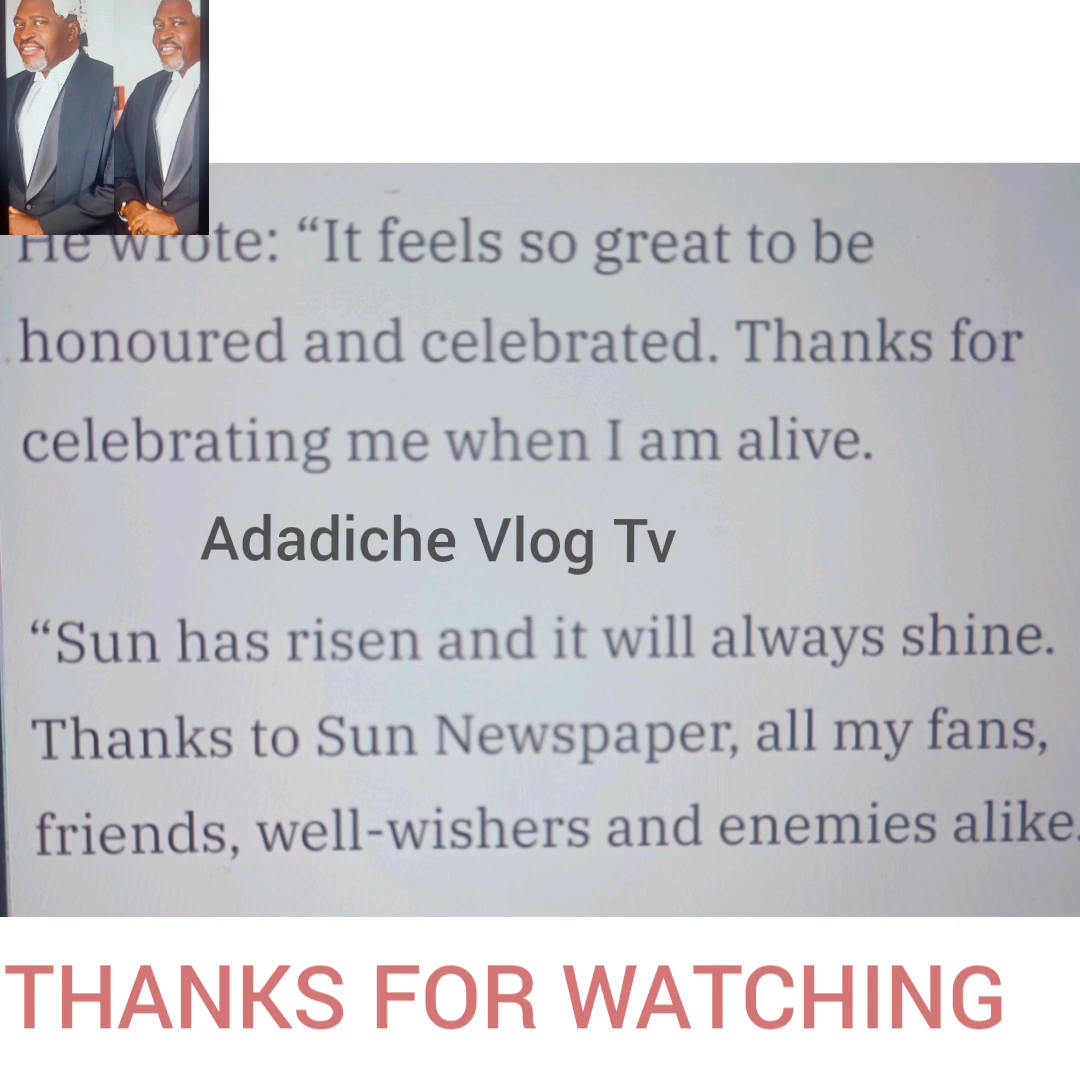 He wrote: “It feels so great to be
honoured and celebrated. Thanks for
celebrating me when I am alive.
Adadiche Vlog Tv
“Sun has risen and it will always shine.
Thanks to Sun Newspaper, all my fans,
friends, well-wishers and enemies alike.
THANKS FOR WATCHING